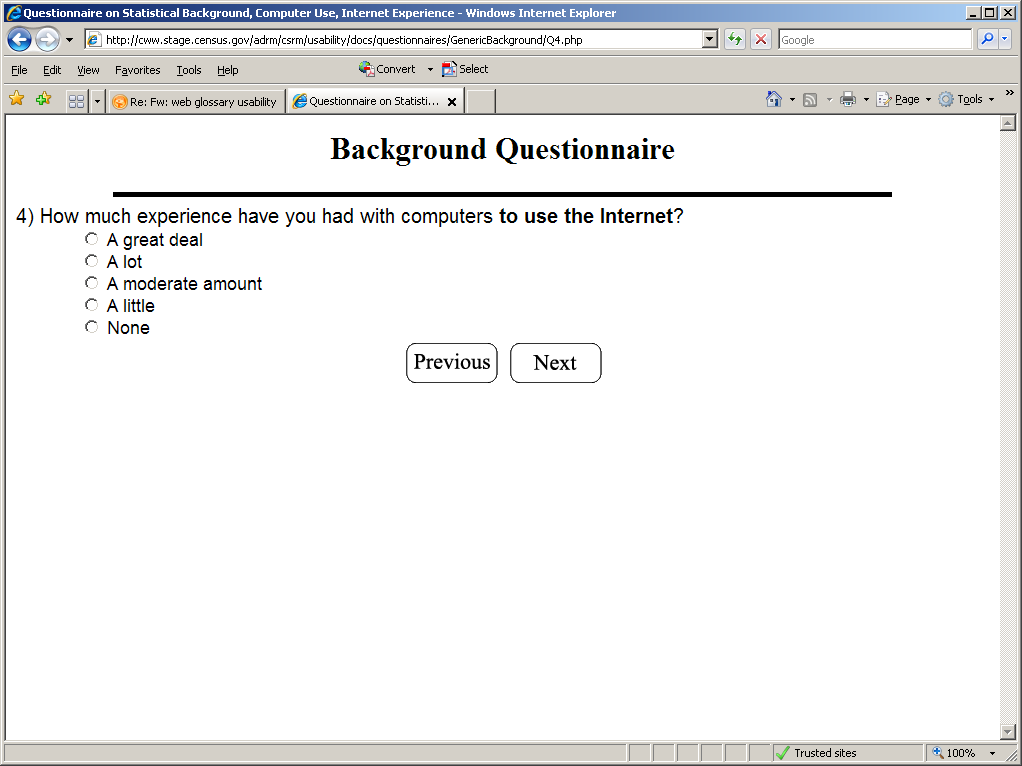 Questionnaire on Statistical Background, Computer Use, Internet Experience - Windows Internet Explorer
http://cww.stage.census.gov/adrm/csrm/usability/docs/questionnaires/GenericBackground/Q4.php
Google
File Edit View Favorites Tools Help
Convert
Select
Re: Fw: web glossary usability
Questionnaire on Statisti...
Page
Tools
»
Background Questionnaire
4) How much experience have you had with computers to use the Internet?
A great deal
A lot
A moderate amount
A little
None
Previous
Next
Trusted sites
100%